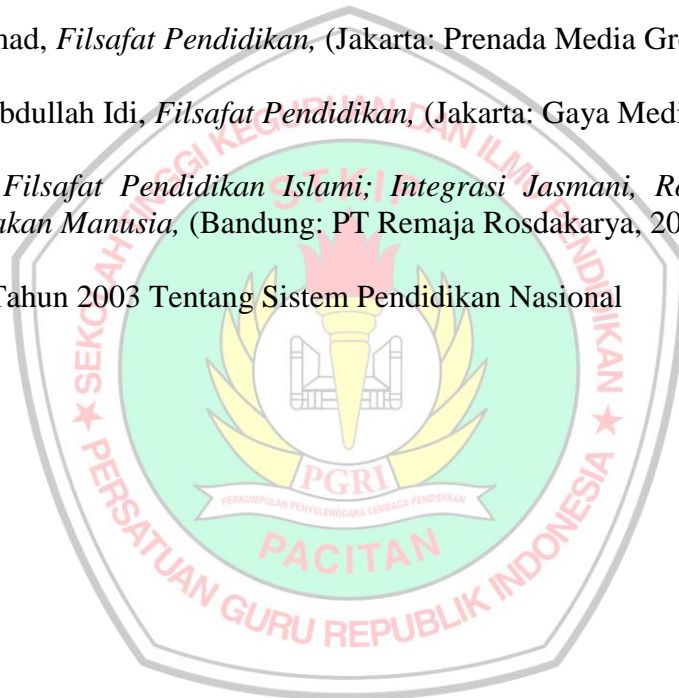 nad, Filsafat Pendidikan, (Jakarta: Prenada Media Gr
bdullah Idi, Filsafat Pendidikan, (Jakarta: Gaya Medi
Filsafat Pendidikan Islami; Integrasi Jasmani, R
akan Manusia, (Bandung: PT Remaja Rosdakarya, 20
Tahun 2003 Tentang Sistem Pendidikan Nasional
SEKOLAH TINGGI KEGURUAN DAN ILMU PENDIDIKAN
STKIP
PGRI
PERKUMPULAN PENYELENGGARA LEMBAGA PENDIDIKAN
PACITAN
PERSATUAN GURU REPUBLIK INDONESIA